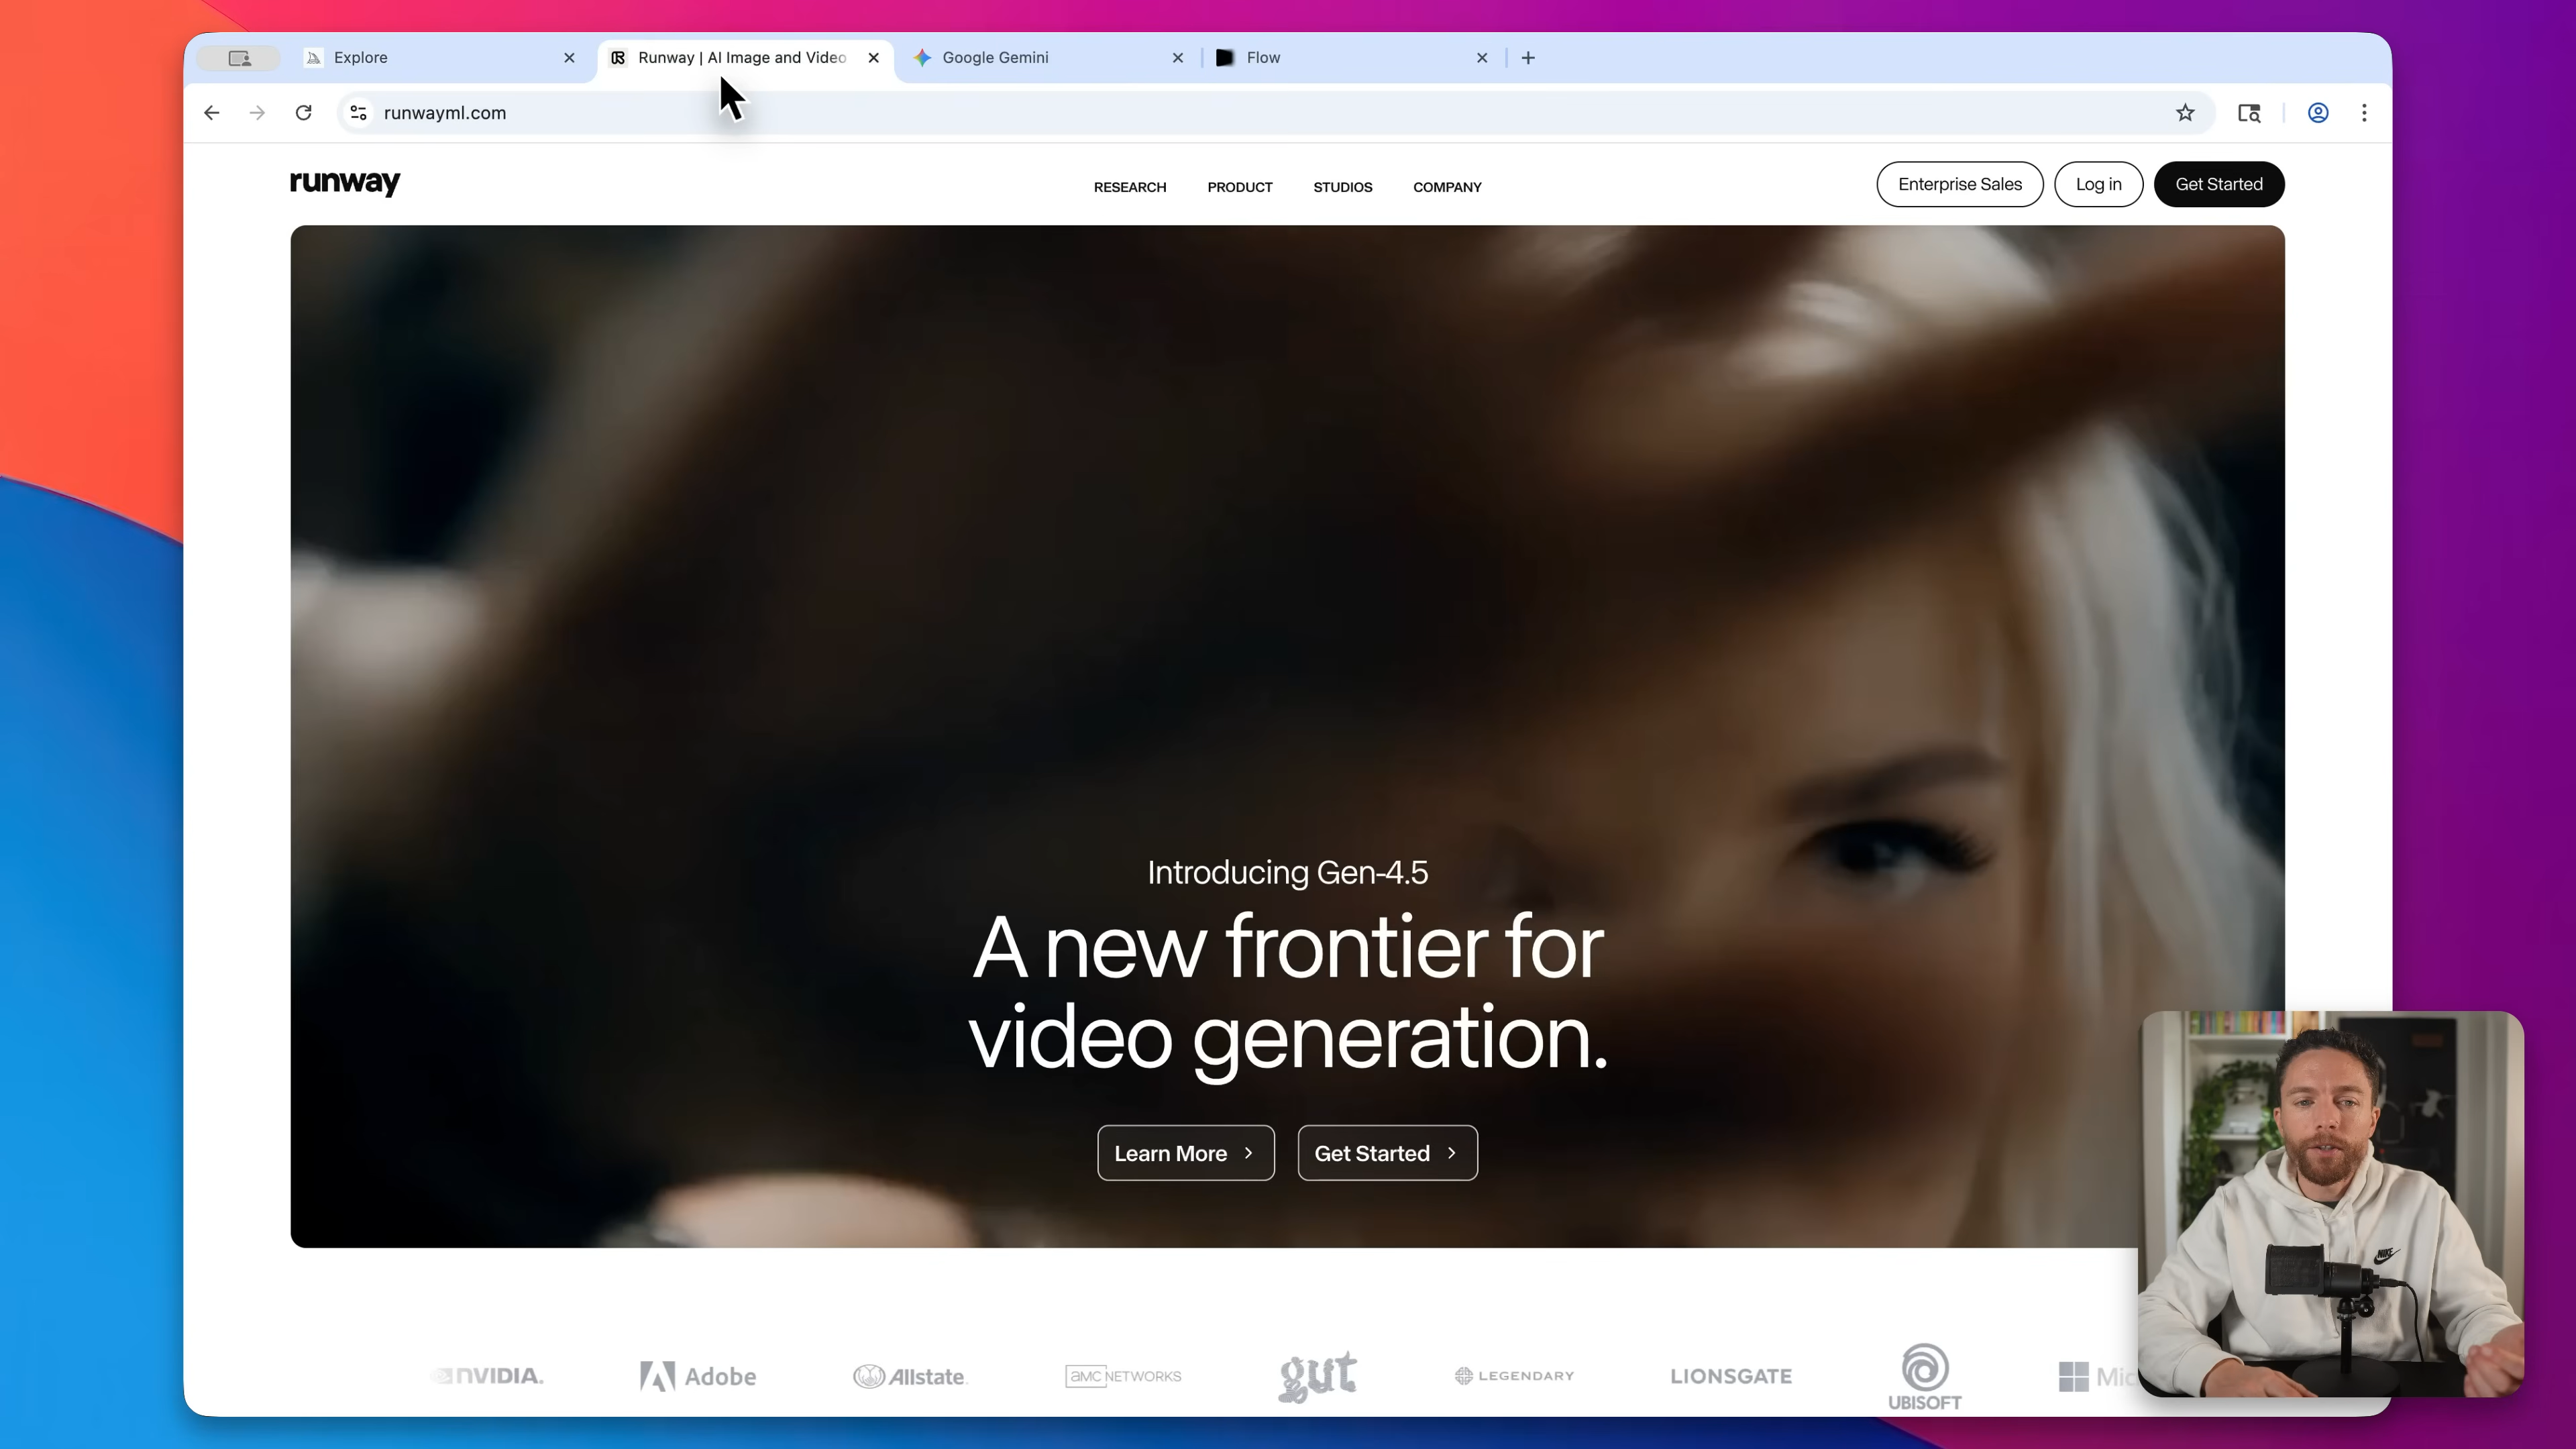 Explore
Runway | AI Image and Video
Google Gemini
Flow
runwayml.com
runway
RESEARCH
PRODUCT
STUDIOS
COMPANY
Enterprise Sales
Log in
Get Started
Introducing Gen-4.5
A new frontier for
video generation.
Learn More
Get Started
NVIDIA.
Adobe
Allstate.
AMC NETWORKS
gut
LEGENDARY
LIONSGATE
UBISOFT
Mic
NIKE